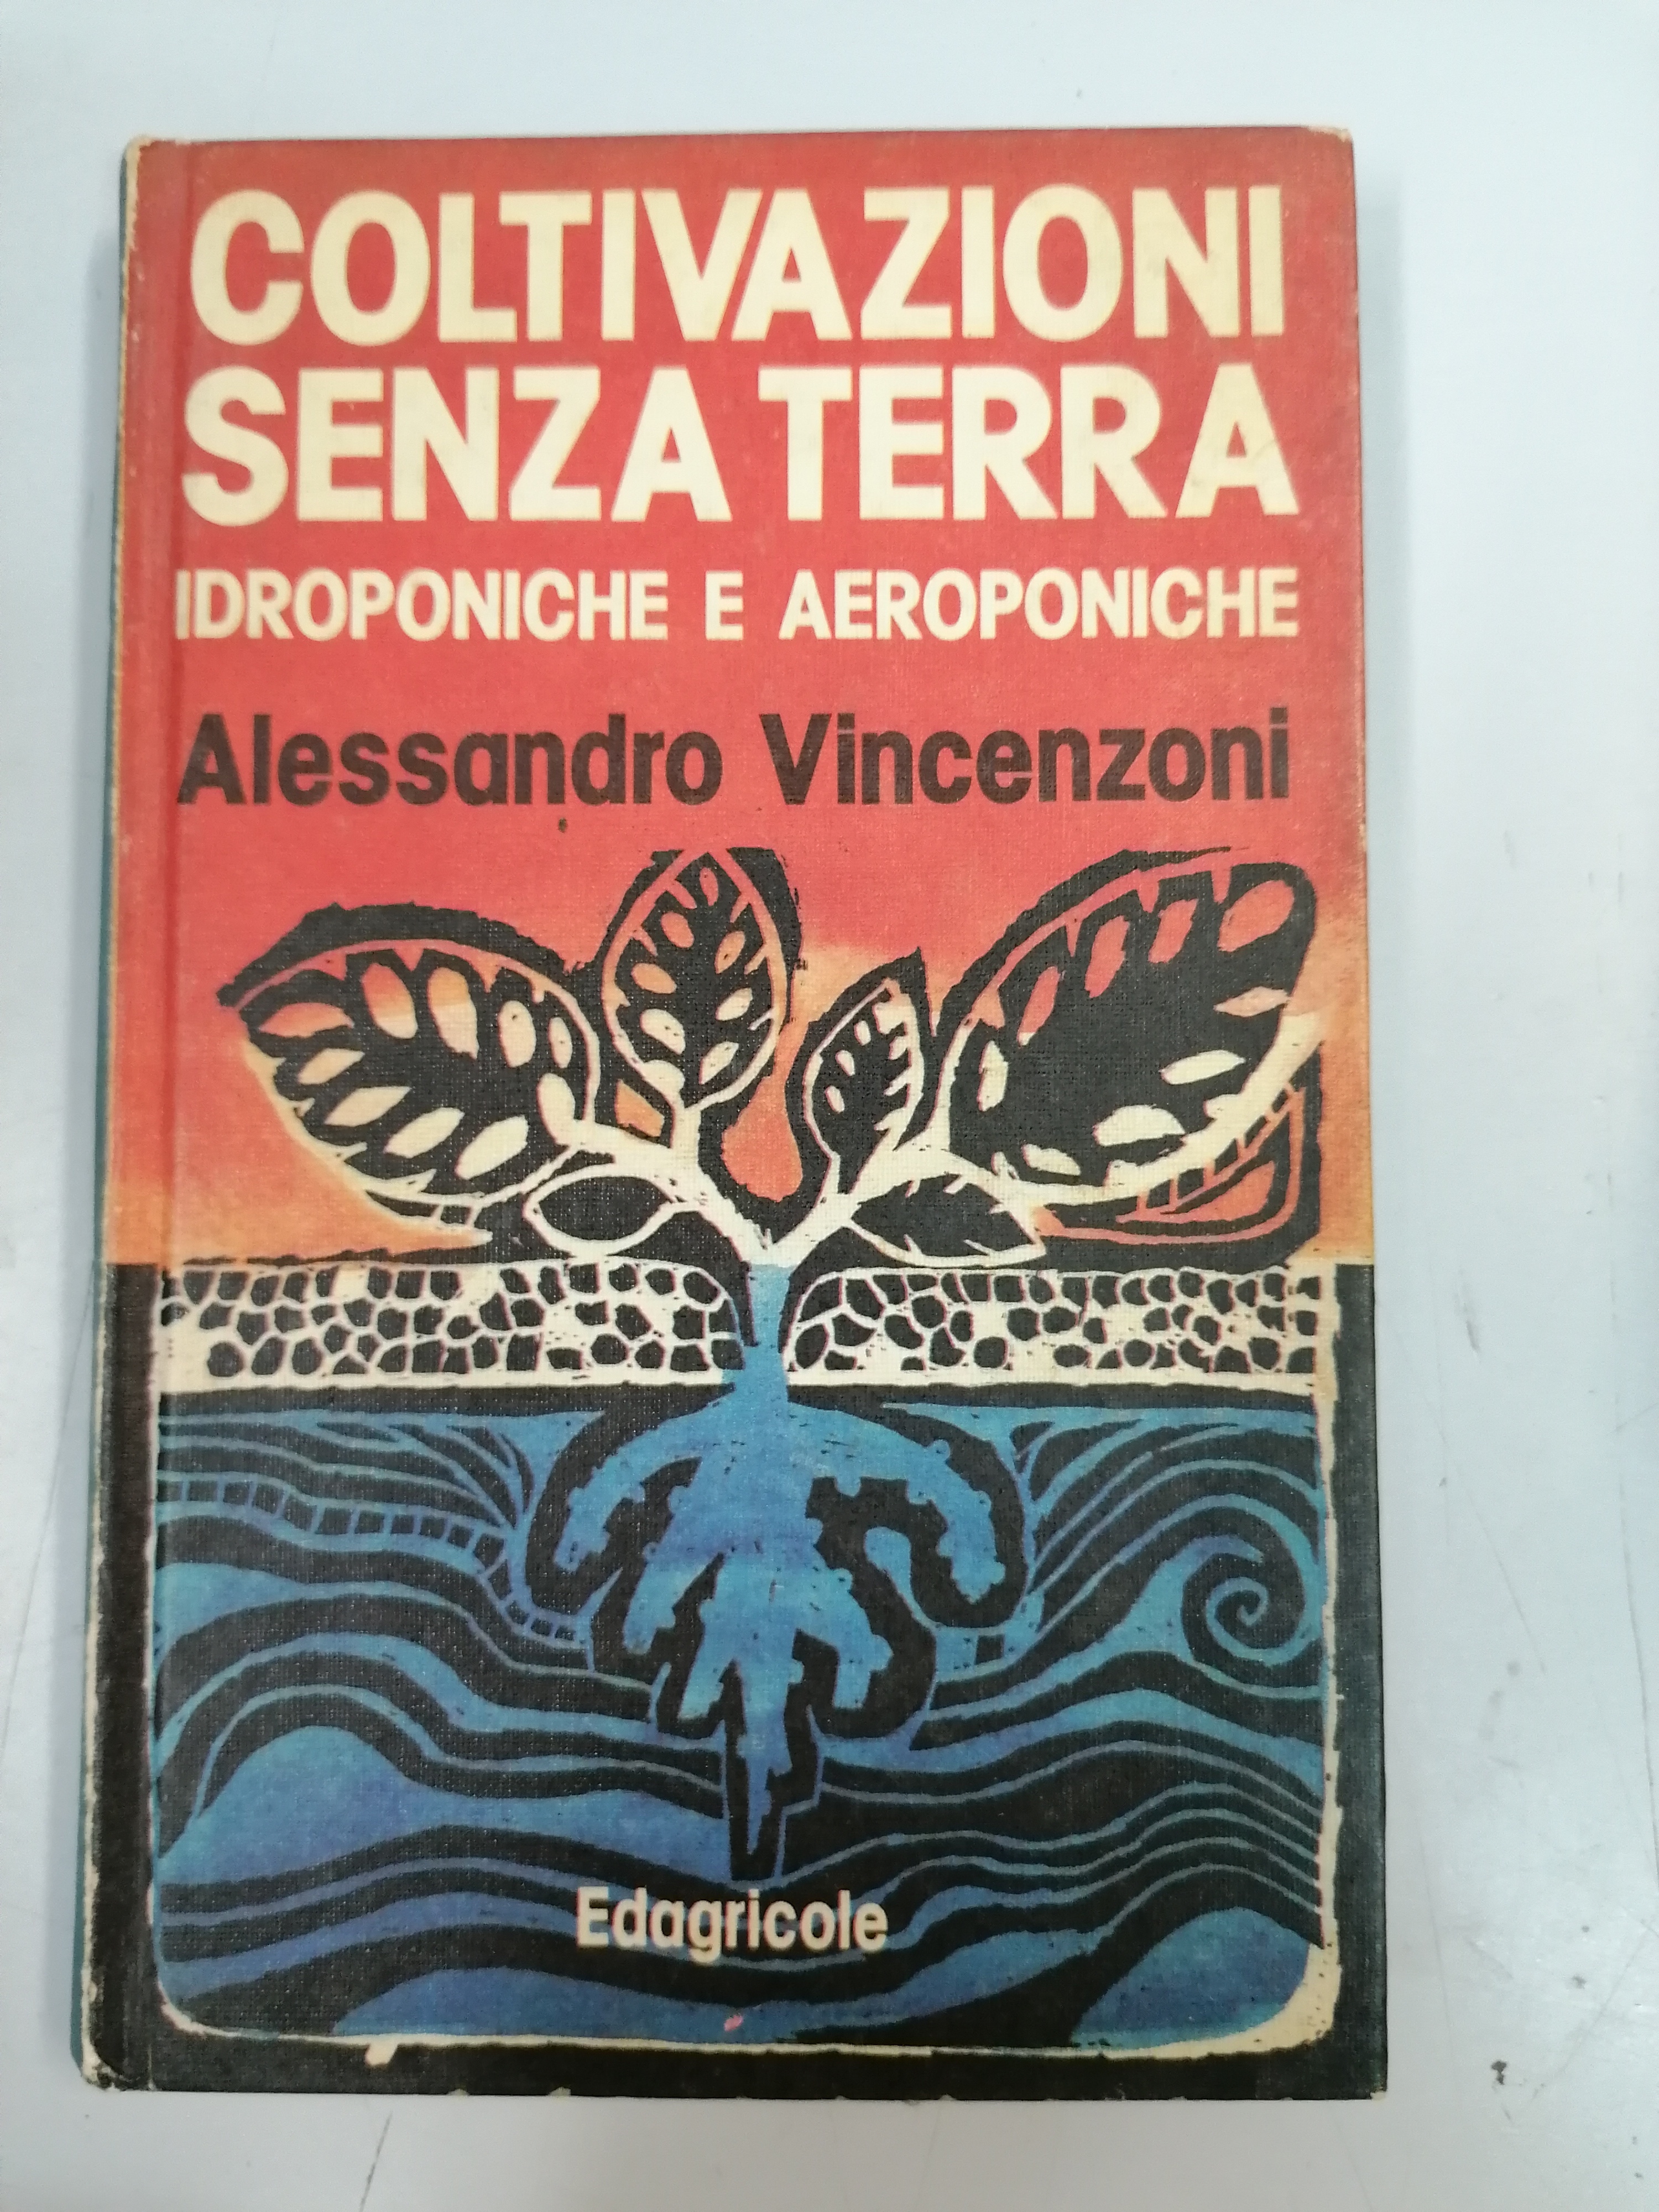 COLTIVAZIONI
SENZA TERRA
IDROPONICHE E AEROPONICHE
Alessandro Vincenzoni
Edagricole